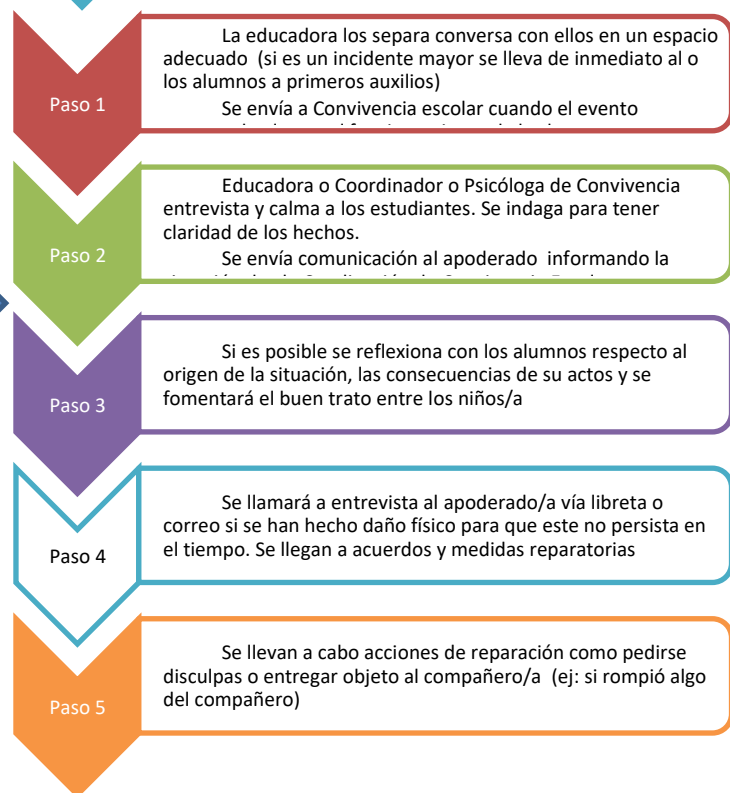 Paso 1
La educadora los separa conversa con ellos en un espacio
adecuado (si es un incidente mayor se lleva de inmediato al o
los alumnos a primeros auxilios)
Se envía a Convivencia escolar cuando el evento
Paso 2
Educadora o Coordinador o Psicóloga de Convivencia
entrevista y calma a los estudiantes. Se indaga para tener
claridad de los hechos.
Se envía comunicación al apoderado informando la
Paso 3
Si es posible se reflexiona con los alumnos respecto al
origen de la situación, las consecuencias de su actos y se
fomentará el buen trato entre los niños/a
Paso 4
Se llamará a entrevista al apoderado/a vía libreta o
correo si se han hecho daño físico para que este no persista en
el tiempo. Se llegan a acuerdos y medidas reparatorias
Paso 5
Se llevan a cabo acciones de reparación como pedirse
disculpas o entregar objeto al compañero/a (ej: si rompió algo
del compañero)